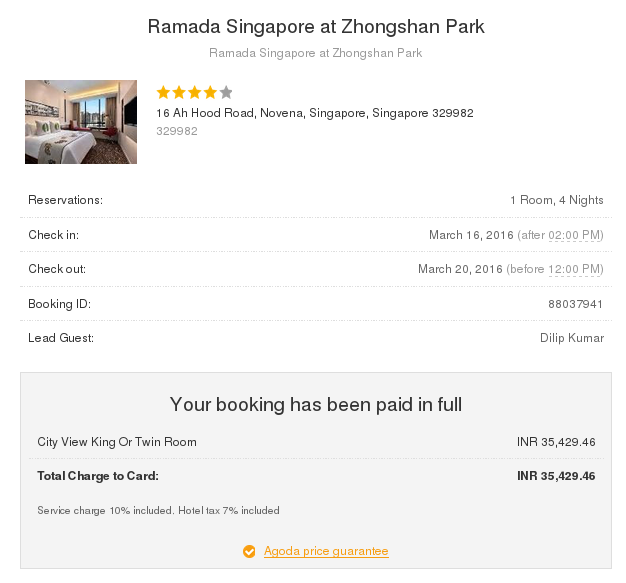 Ramada Singapore at Zhongshan Park
Ramada Singapore at Zhongshan Park
16 Ah Hood Road, Novena, Singapore, Singapore 329982
329982
Reservations: 1 Room, 4 Nights
Check in: March 16, 2016 (after 02:00 PM)
Check out: March 20, 2016 (before 12:00 PM)
Booking ID: 88037941
Lead Guest: Dilip Kumar
Your booking has been paid in full
City View King Or Twin Room INR 35,429.46
Total Charge to Card: INR 35,429.46
Service charge 10% included. Hotel tax 7% included
Agoda price guarantee